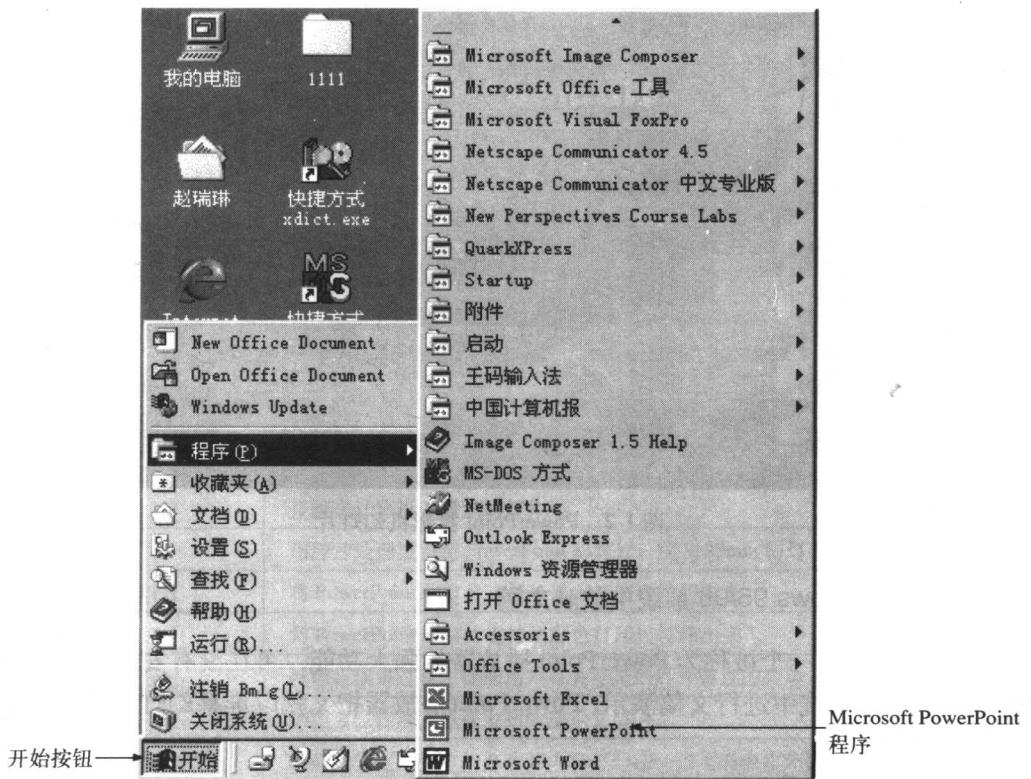 我的电脑
1111
赵瑞琳
快捷方式
xdict.exe
MS
快捷方式
New Office Document
Open Office Document
Windows Update
程序(P)
收藏夹(A)
文档(D)
设置(S)
查找(F)
帮助(H)
运行(R)...
注销 Bmlg(L)...
关闭系统(U)...
开始按钮
开始
Microsoft Image Composer
Microsoft Office 工具
Microsoft Visual FoxPro
Netscape Communicator 4.5
Netscape Communicator 中文专业版
New Perspectives Course Labs
QuarkXPress
Startup
附件
启动
王码输入法
中国计算机报
Image Composer 1.5 Help
MS-DOS 方式
NetMeeting
Outlook Express
Windows 资源管理器
打开 Office 文档
Accessories
Office Tools
Microsoft Excel
Microsoft PowerPoint
Microsoft Word
Microsoft PowerPoint
程序